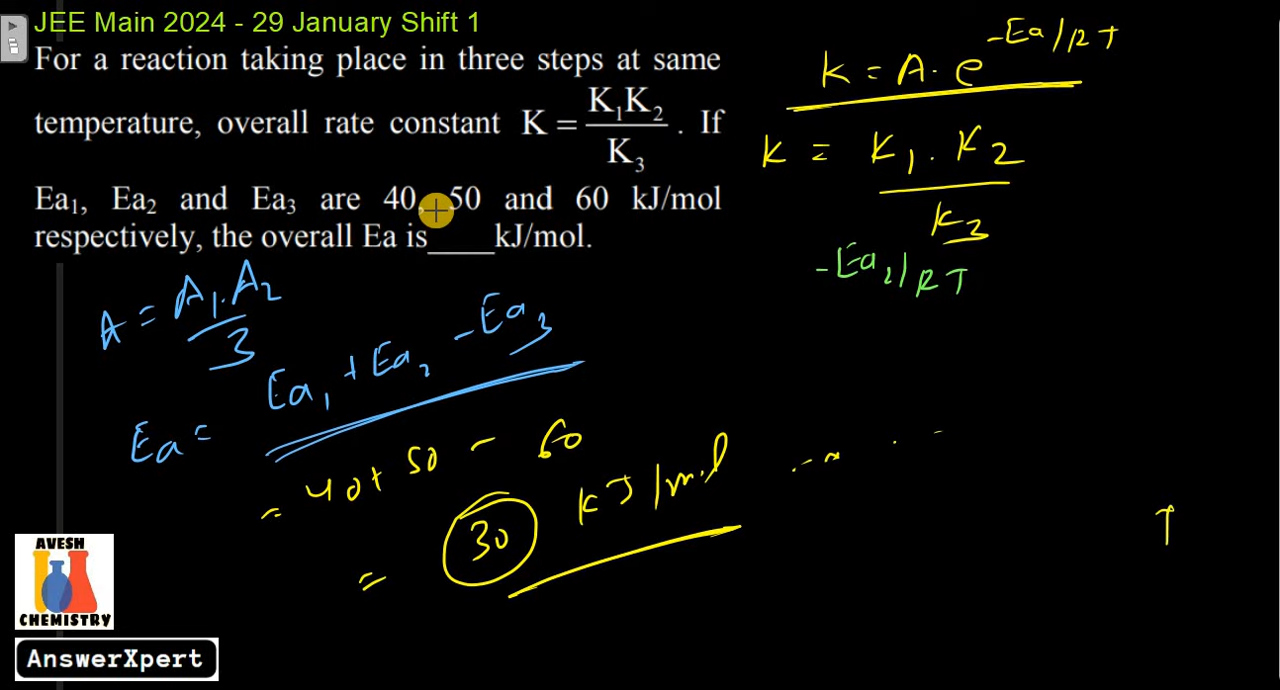 JEE Main 2024 - 29 January Shift 1
For a reaction taking place in three steps at same
temperature, overall rate constant K = K₁K₂ / K₃ . If
Ea₁, Ea₂ and Ea₃ are 40, 50 and 60 kJ/mol
respectively, the overall Ea is____kJ/mol.
k = A · e^-Ea/RT
k = k₁ · k₂ / k₃
-Ea₂/RT
A = A₁ · A₂ / 3
Ea = Ea₁ + Ea₂ - Ea₃
= 40 + 50 - 60
= 30 kJ/mol
AVESH
CHEMISTRY
AnswerXpert